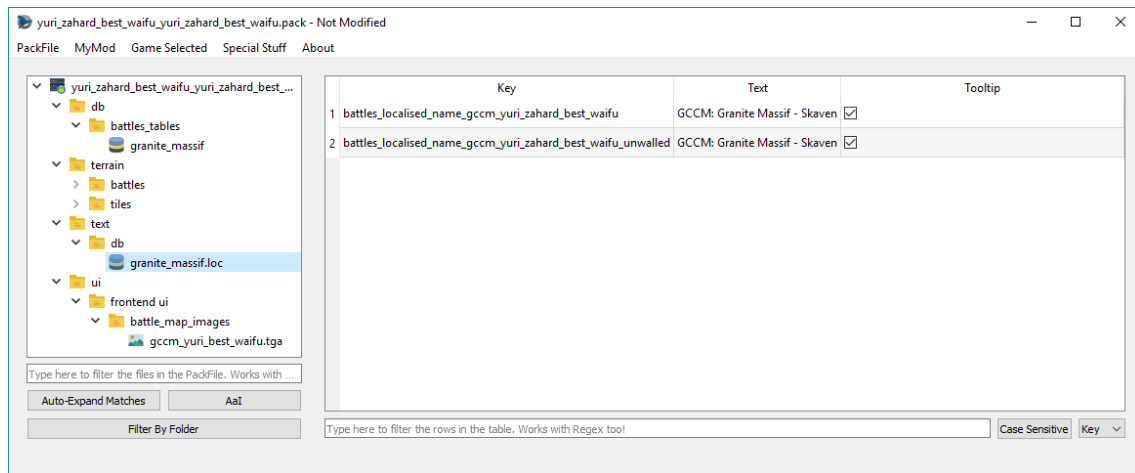 yuri_zahard_best_waifu_yuri_zahard_best_waifu.pack - Not Modified
PackFile MyMod Game Selected Special Stuff About
yuri_zahard_best_waifu_yuri_zahard_best_...
db
battles_tables
granite_massif
terrain
battles
tiles
text
db
granite_massif.loc
ui
frontend ui
battle_map_images
gccm_yuri_best_waifu.tga
Type here to filter the files in the PackFile. Works with ...
Auto-Expand Matches AaI
Filter By Folder
Key Text Tooltip
1 battles_localised_name_gccm_yuri_zahard_best_waifu GCCM: Granite Massif - Skaven
2 battles_localised_name_gccm_yuri_zahard_best_waifu_unwalled GCCM: Granite Massif - Skaven
Type here to filter the rows in the table. Works with Regex too! Case Sensitive Key